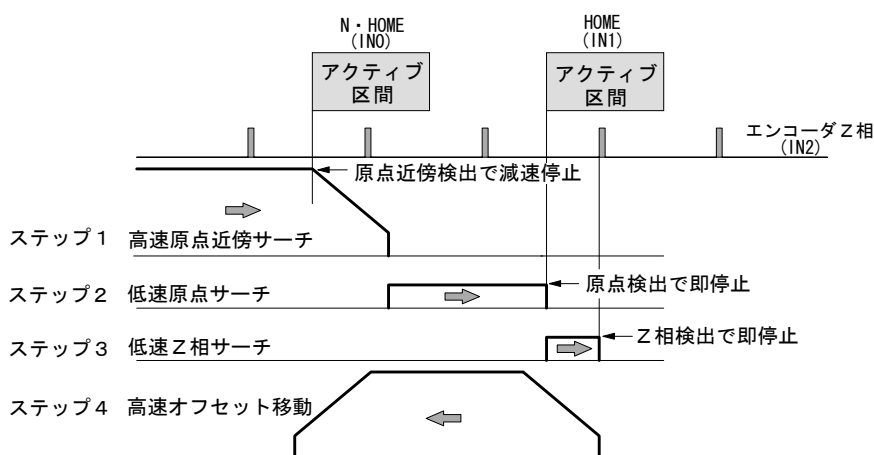 N・HOME
(IN0)
HOME
(IN1)
アクティブ
区間
アクティブ
区間
エンコーダZ相
(IN2)
原点近傍検出で減速停止
ステップ1 高速原点近傍サーチ
原点検出で即停止
ステップ2 低速原点サーチ
Z相検出で即停止
ステップ3 低速Z相サーチ
ステップ4 高速オフセット移動